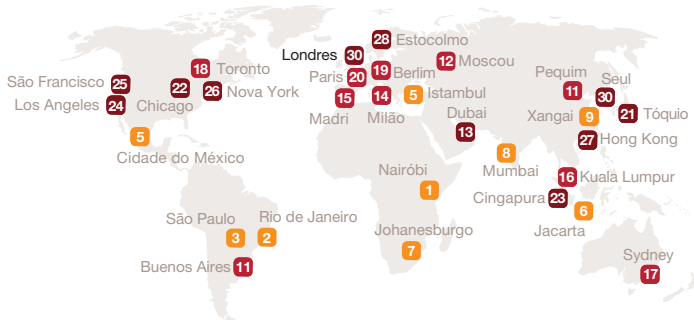 28 Estocolmo
Londres 30
18 Toronto
19 Berlim
12 Moscou
Paris 20
Pequim 11
Seul 30
São Francisco 25
22 Chicago
26 Nova York
Los Angeles 24
15 Madri
14 Milão
5 Istambul
Dubai 13
Xangai 9
21 Tóquio
27 Hong Kong
5 Cidade do México
8 Mumbai
Nairóbi 1
16 Kuala Lumpur
Cingapura 23
6 Jacarta
São Paulo 3
Rio de Janeiro 2
Johanesburgo 7
Buenos Aires 11
Sydney 17